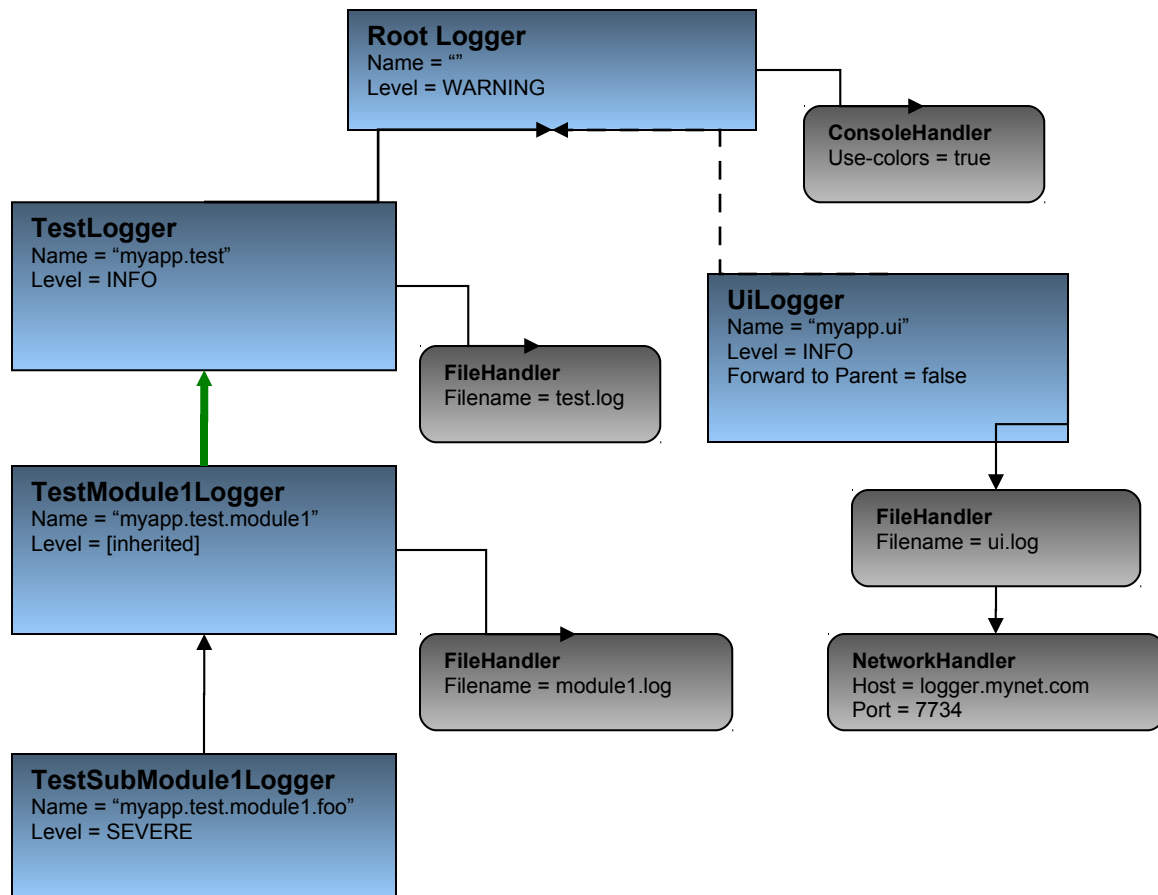 Root Logger
Name = “”
Level = WARNING
ConsoleHandler
Use-colors = true
TestLogger
Name = “myapp.test”
Level = INFO
UiLogger
Name = “myapp.ui”
Level = INFO
Forward to Parent = false
FileHandler
Filename = test.log
TestModule1Logger
Name = “myapp.test.module1”
Level = [inherited]
FileHandler
Filename = ui.log
FileHandler
Filename = module1.log
NetworkHandler
Host = logger.mynet.com
Port = 7734
TestSubModule1Logger
Name = “myapp.test.module1.foo”
Level = SEVERE